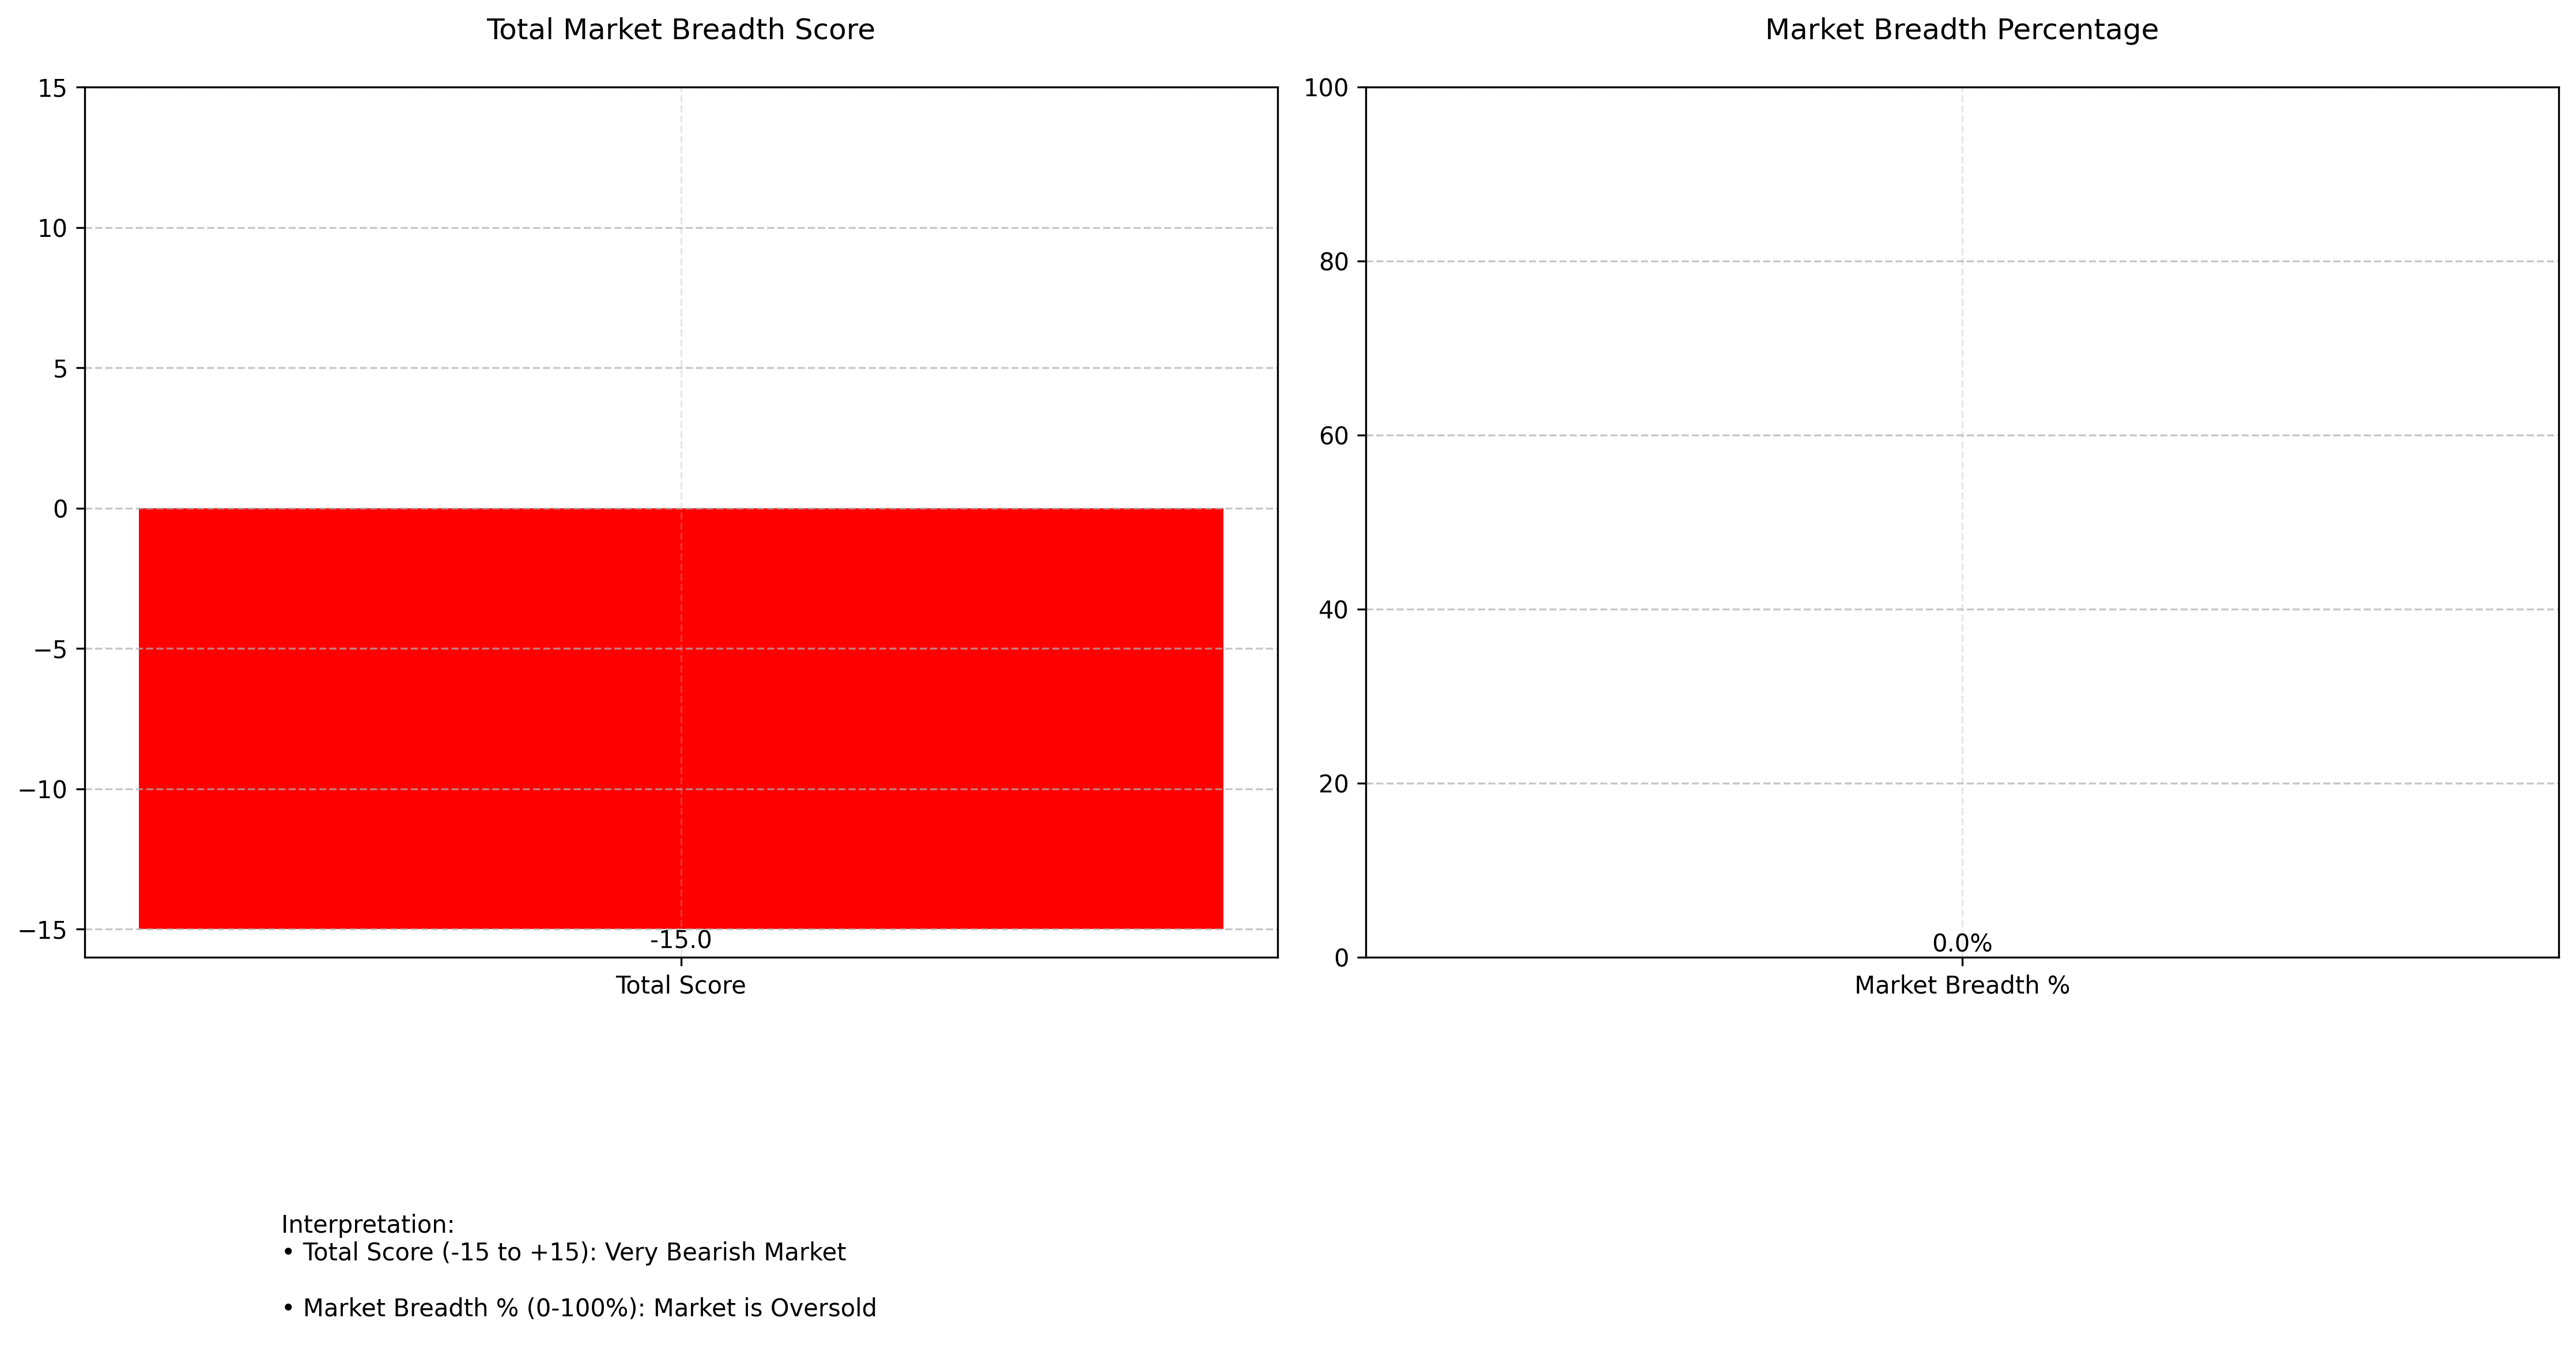 Total Market Breadth Score
15
10
5
0
−5
−10
−15
-15.0
Total Score
Market Breadth Percentage
100
80
60
40
20
0
0.0%
Market Breadth %
Interpretation:
• Total Score (-15 to +15): Very Bearish Market
• Market Breadth % (0-100%): Market is Oversold